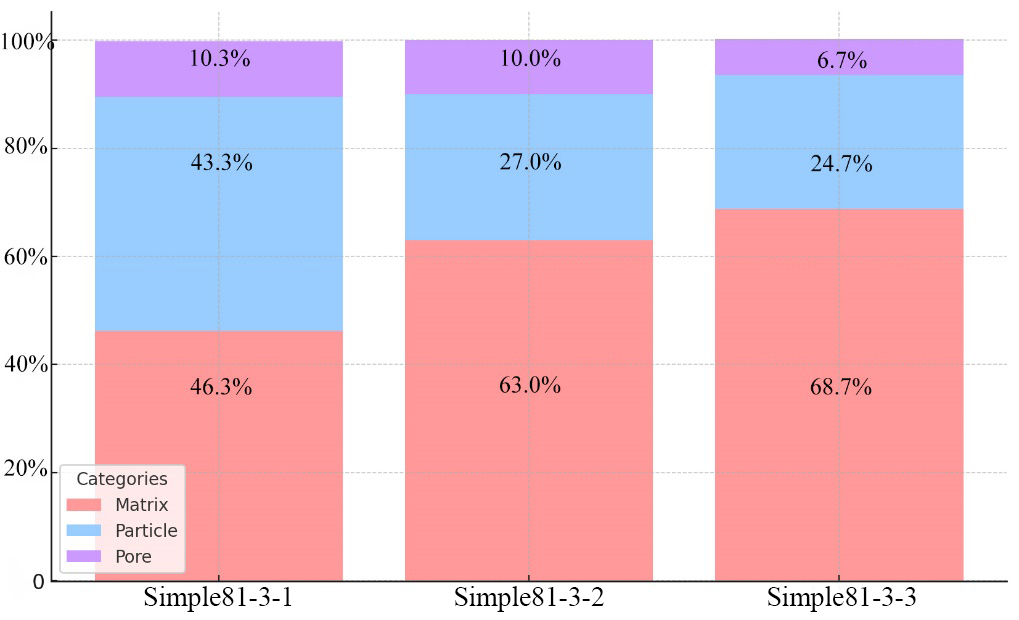 100%
10.3%
10.0%
6.7%
80%
43.3%
27.0%
24.7%
60%
40%
46.3%
63.0%
68.7%
20%
Categories
Matrix
Particle
Pore
0
Simple81-3-1
Simple81-3-2
Simple81-3-3